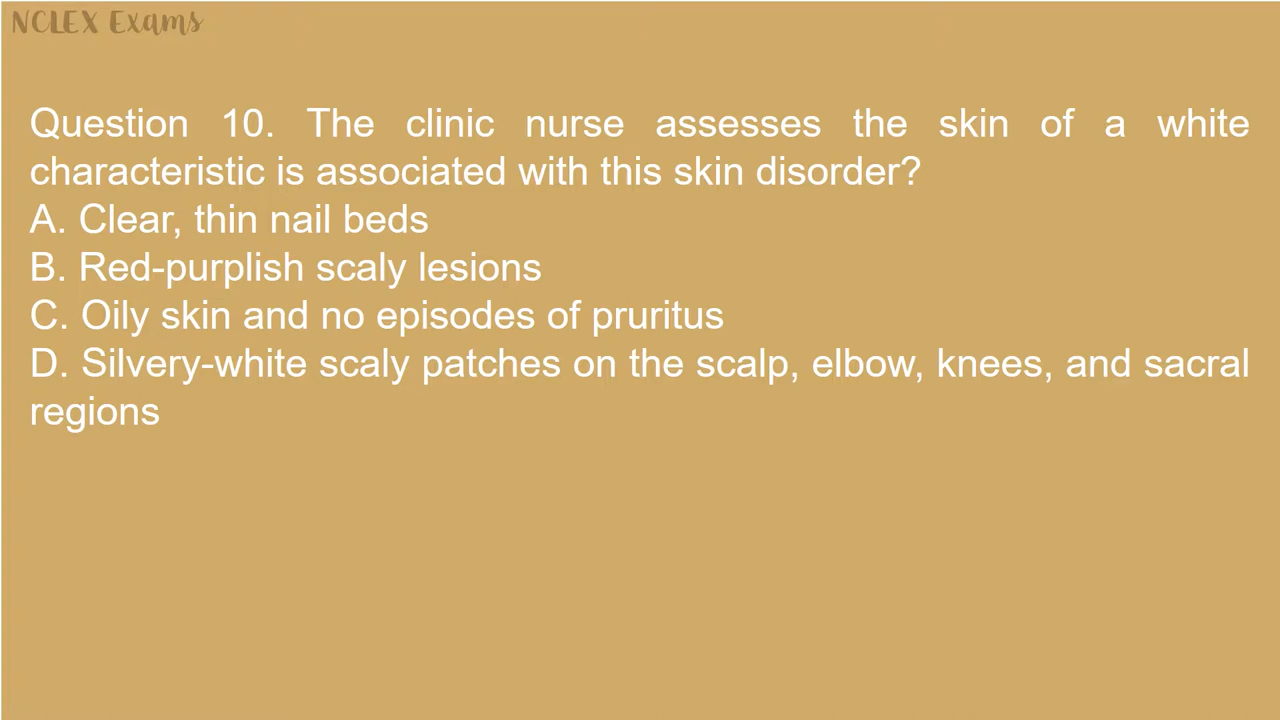 NCLEX Exams
Question 10. The clinic nurse assesses the skin of a white
characteristic is associated with this skin disorder?
A. Clear, thin nail beds
B. Red-purplish scaly lesions
C. Oily skin and no episodes of pruritus
D. Silvery-white scaly patches on the scalp, elbow, knees, and sacral
regions